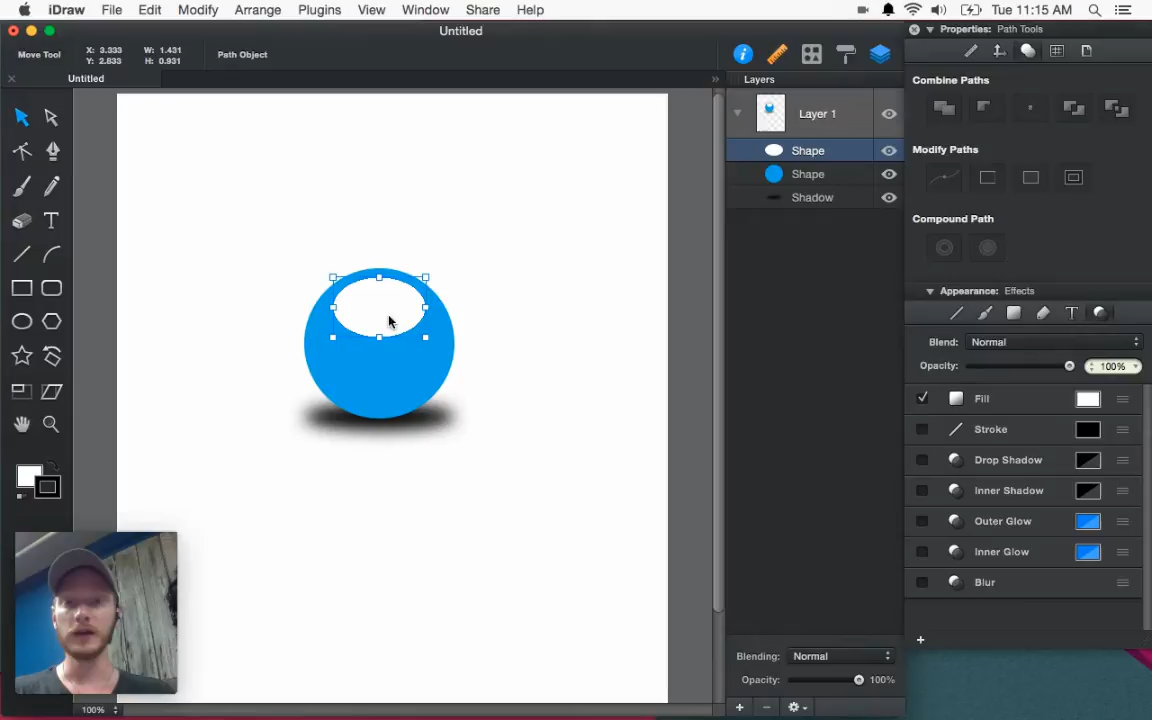 iDraw File Edit Modify Arrange Plugins View Window Share Help Tue 11:15 AM
Untitled
Properties: Path Tools
Move Tool X: 3.333 W: 1.431 Path Object
Y: 2.833 H: 0.931
Untitled
Layers
Combine Paths
Layer 1
Modify Paths
Shape
Shape
Shadow
Compound Path
Appearance: Effects
Blend: Normal
Opacity: 100%
Fill
Stroke
Drop Shadow
Inner Shadow
Outer Glow
Inner Glow
Blur
Blending: Normal
Opacity: 100%
100%